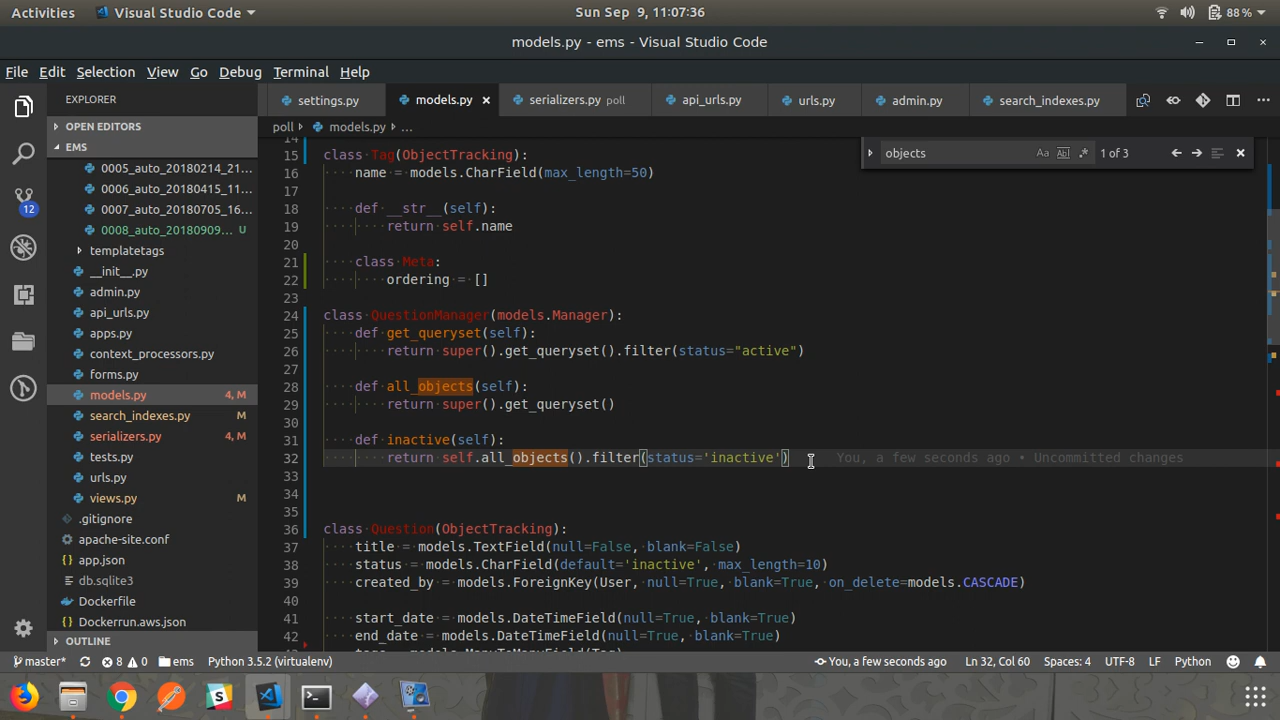 Activities Visual Studio Code Sun Sep 9, 11:07:36 88 %
models.py - ems - Visual Studio Code
File Edit Selection View Go Debug Terminal Help
EXPLORER
settings.py models.py serializers.py poll api_urls.py urls.py admin.py search_indexes.py
OPEN EDITORS
EMS
0005_auto_20180214_21...
0006_auto_20180415_11...
0007_auto_20180705_16...
0008_auto_20180909... U
templatetags
__init__.py
admin.py
api_urls.py
apps.py
context_processors.py
forms.py
models.py 4, M
search_indexes.py M
serializers.py 4, M
tests.py
urls.py
views.py M
.gitignore
apache-site.conf
app.json
db.sqlite3
Dockerfile
Dockerrun.aws.json
OUTLINE
12
poll models.py ...
objects Aa Abl .* 1 of 3
14
15 class Tag(ObjectTracking):
16 name = models.CharField(max_length=50)
17
18 def __str__(self):
19 return self.name
20
21 class Meta:
22 ordering = []
23
24 class QuestionManager(models.Manager):
25 def get_queryset(self):
26 return super().get_queryset().filter(status="active")
27
28 def all_objects(self):
29 return super().get_queryset()
30
31 def inactive(self):
32 return self.all_objects().filter(status='inactive') You, a few seconds ago • Uncommitted changes
33
34
35
36 class Question(ObjectTracking):
37 title = models.TextField(null=False, blank=False)
38 status = models.CharField(default='inactive', max_length=10)
39 created_by = models.ForeignKey(User, null=True, blank=True, on_delete=models.CASCADE)
40
41 start_date = models.DateTimeField(null=True, blank=True)
42 end_date = models.DateTimeField(null=True, blank=True)
tags = models.ManyToManyField(Tag)
master* 8 0 ems Python 3.5.2 (virtualenv) You, a few seconds ago Ln 32, Col 60 Spaces: 4 UTF-8 LF Python